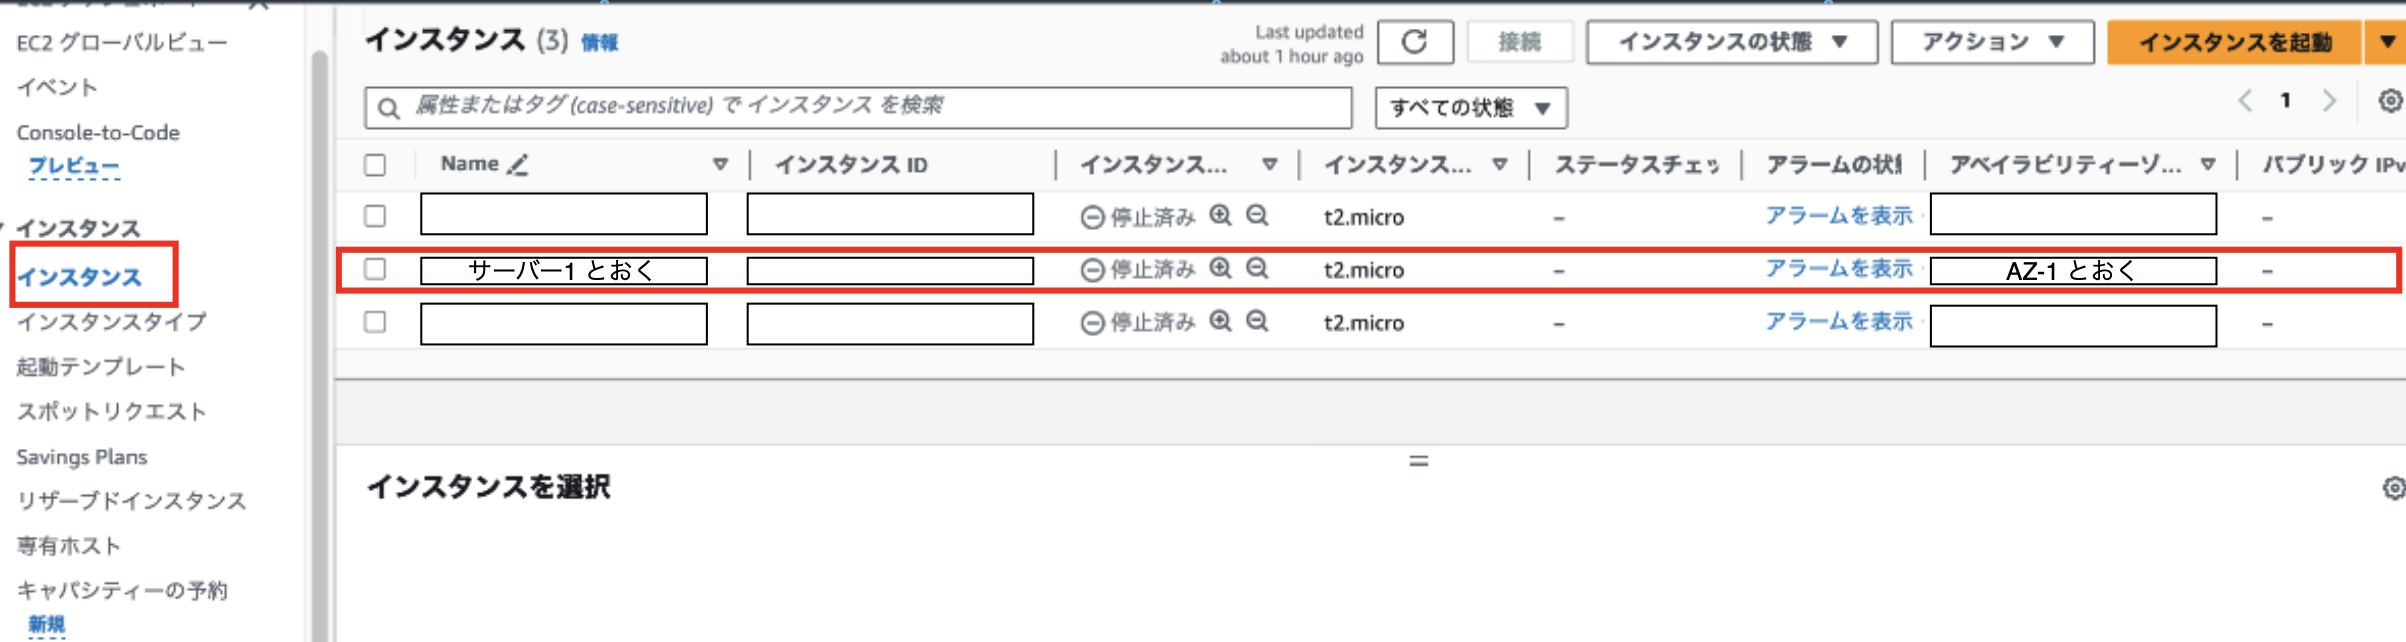 EC2 グローバルビュー
イベント
Console-to-Code
プレビュー
インスタンス
インスタンス
インスタンスタイプ
起動テンプレート
スポットリクエスト
Savings Plans
リザーブドインスタンス
専有ホスト
キャパシティーの予約
新規
インスタンス (3) 情報
Last updated
about 1 hour ago
接続
インスタンスの状態 ▼
アクション ▼
インスタンスを起動 ▼
属性またはタグ (case-sensitive) で インスタンス を検索
すべての状態 ▼
< 1 >
Name インスタンス ID インスタンス... インスタンス... ステータスチェッ アラームの状 アベイラビリティーゾ... パブリック IPv
停止済み t2.micro – アラームを表示 –
サーバー1 とおく 停止済み t2.micro – アラームを表示 AZ-1 とおく –
停止済み t2.micro – アラームを表示 –
インスタンスを選択